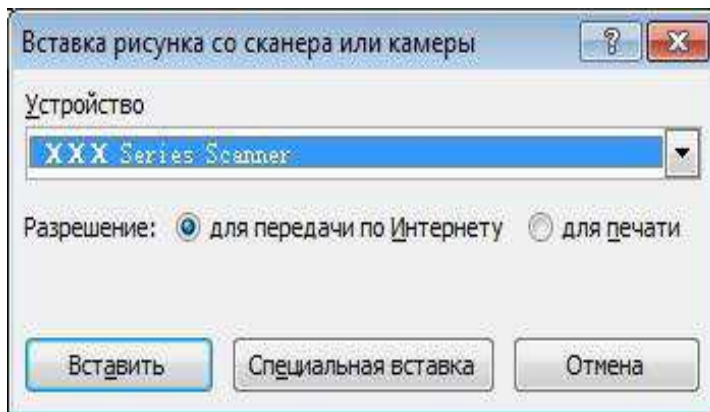 Вставка рисунка со сканера или камеры
Устройство
XXX Series Scanner
Разрешение: для передачи по Интернету для печати
Вставить Специальная вставка Отмена